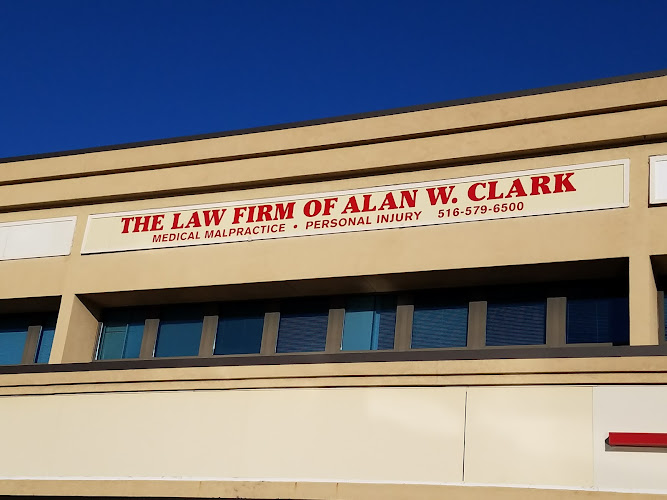 THE LAW FIRM OF ALAN W. CLARK
MEDICAL MALPRACTICE • PERSONAL INJURY 516-579-6500